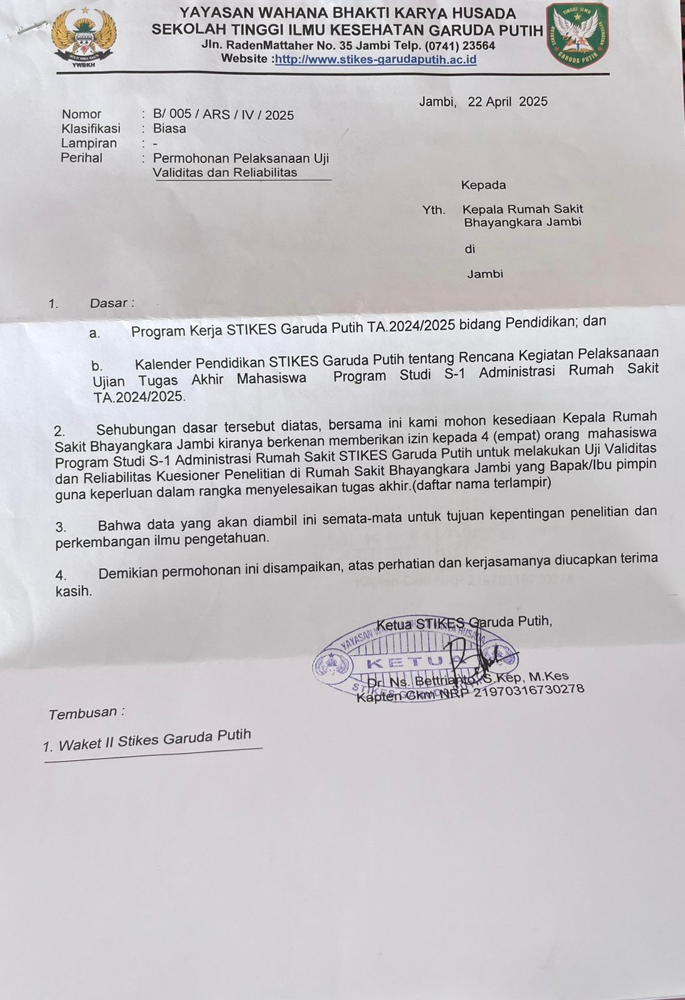 YAYASAN WAHANA BHAKTI KARYA HUSADA
SEKOLAH TINGGI ILMU KESEHATAN GARUDA PUTIH
Jln. RadenMattaher No. 35 Jambi Telp. (0741) 23564
Website :http://www.stikes-garudaputih.ac.id
YWBKH
TINGGI ILMU
SEKOLAH
KESEHATAN
GARUDA PUTIH
Jambi, 22 April 2025
Nomor : B/ 005 / ARS / IV / 2025
Klasifikasi : Biasa
Lampiran : -
Perihal : Permohonan Pelaksanaan Uji
Validitas dan Reliabilitas
Kepada
Yth. Kepala Rumah Sakit
Bhayangkara Jambi
di
Jambi
1. Dasar :
a. Program Kerja STIKES Garuda Putih TA.2024/2025 bidang Pendidikan; dan
b. Kalender Pendidikan STIKES Garuda Putih tentang Rencana Kegiatan Pelaksanaan
Ujian Tugas Akhir Mahasiswa Program Studi S-1 Administrasi Rumah Sakit
TA.2024/2025.
2. Sehubungan dasar tersebut diatas, bersama ini kami mohon kesediaan Kepala Rumah
Sakit Bhayangkara Jambi kiranya berkenan memberikan izin kepada 4 (empat) orang mahasiswa
Program Studi S-1 Administrasi Rumah Sakit STIKES Garuda Putih untuk melakukan Uji Validitas
dan Reliabilitas Kuesioner Penelitian di Rumah Sakit Bhayangkara Jambi yang Bapak/Ibu pimpin
guna keperluan dalam rangka menyelesaikan tugas akhir.(daftar nama terlampir)
3. Bahwa data yang akan diambil ini semata-mata untuk tujuan kepentingan penelitian dan
perkembangan ilmu pengetahuan.
4. Demikian permohonan ini disampaikan, atas perhatian dan kerjasamanya diucapkan terima
kasih.
Ketua STIKES Garuda Putih,
YAYASAN WAHANA BHAKTI KARYA HUSADA
KETUA
STIKES GARUDA PUTIH
Dr. Ns. Bettrianto, S.Kep, M.Kes
Kapten Ckm NRP 21970316730278
Tembusan :
1. Waket II Stikes Garuda Putih